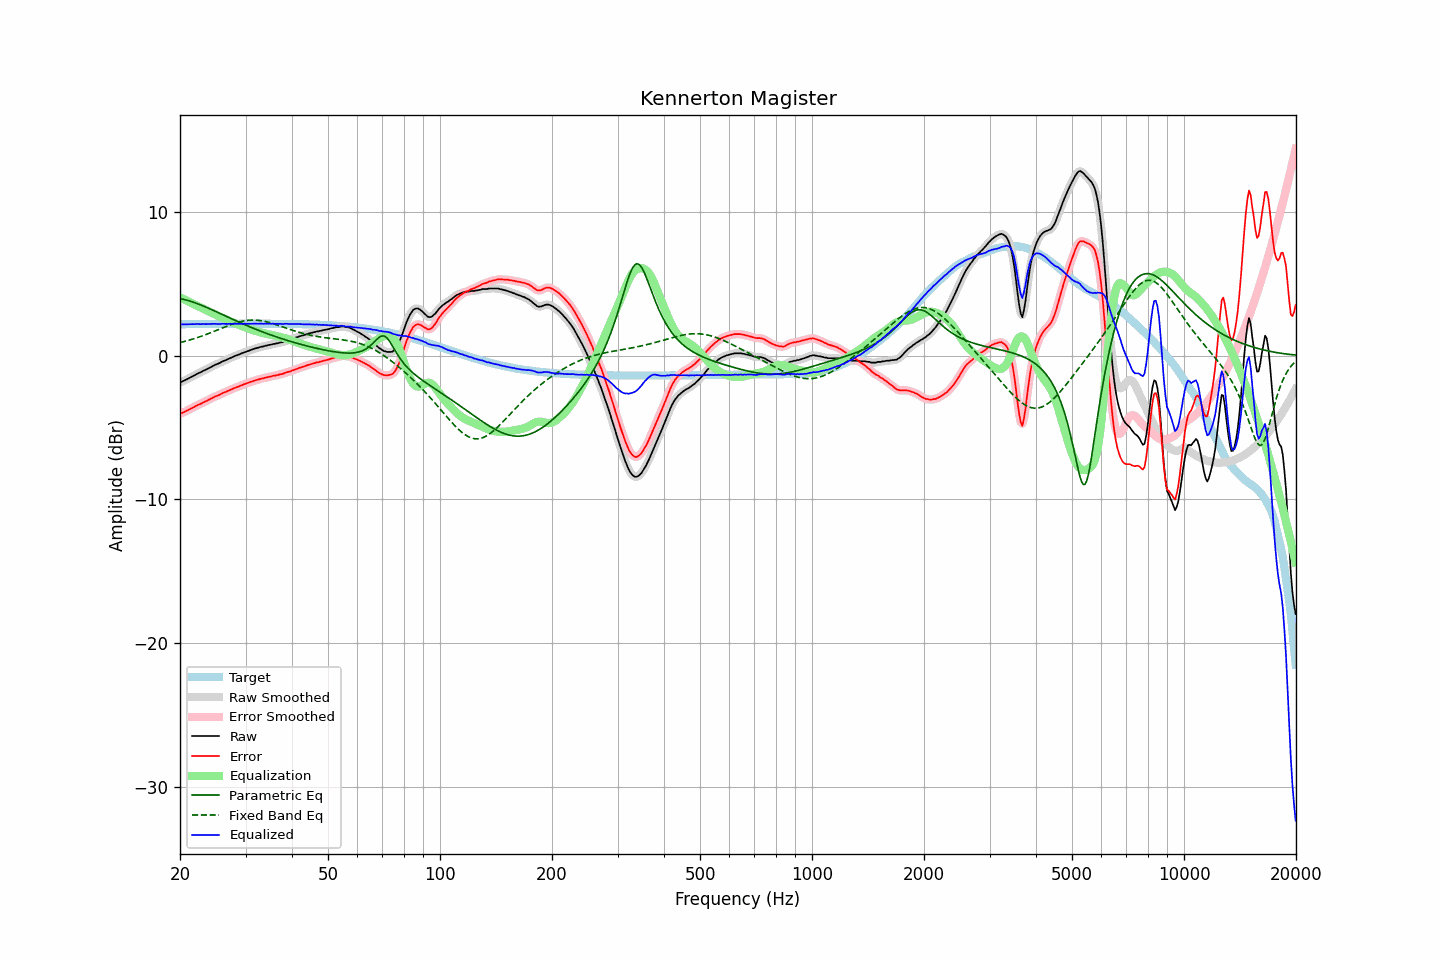 Kennerton Magister
Amplitude (dBr)
10
0
−10
−20
−30
Target
Raw Smoothed
Error Smoothed
Raw
Error
Equalization
Parametric Eq
Fixed Band Eq
Equalized
20 50 100 200 500 1000 2000 5000 10000 20000
Frequency (Hz)